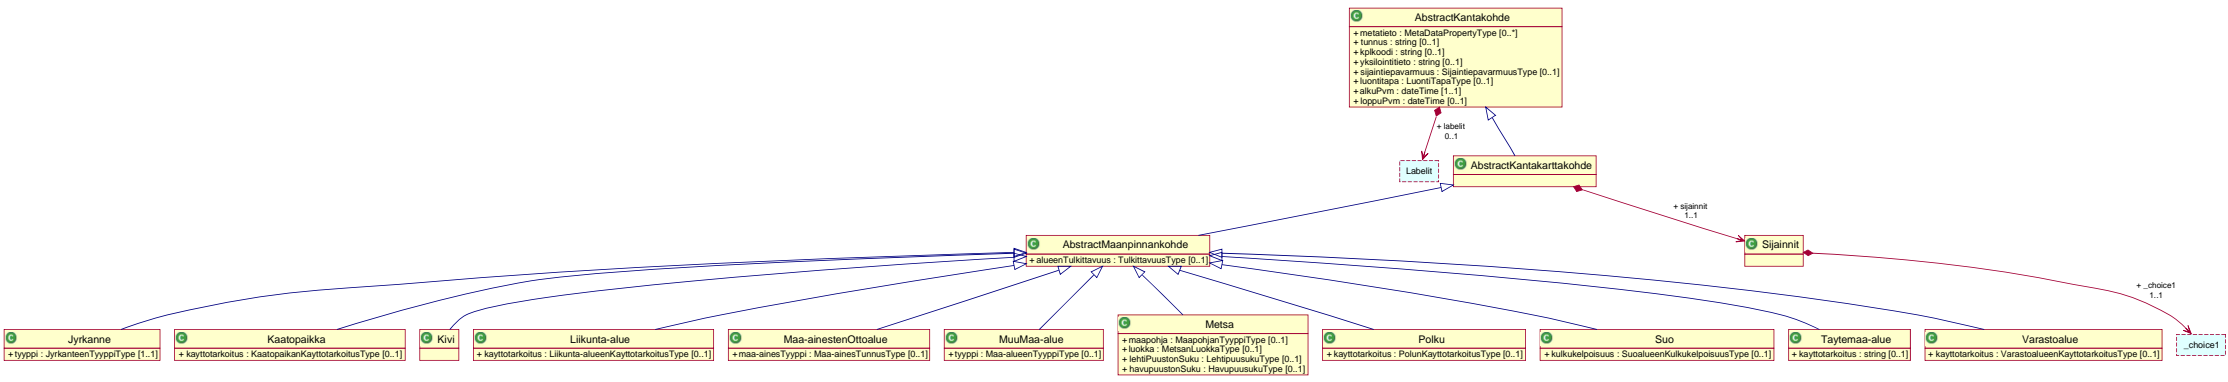 C AbstractKantakohde
+ metatieto : MetaDataPropertyType [0..*]
+ tunnus : string [0..1]
+ kplkoodi : string [0..1]
+ yksilointitieto : string [0..1]
+ sijaintiepavarmuus : SijaintiepavarmuusType [0..1]
+ luontitapa : LuontiTapaType [0..1]
+ alkuPvm : dateTime [1..1]
+ loppuPvm : dateTime [0..1]
+ labelit
0..1
Labelit
C AbstractKantakarttakohde
+ sijainnit
1..1
C AbstractMaanpinnankohde
+ alueenTulkittavuus : TulkittavuusType [0..1]
C Sijainnit
+ _choice1
1..1
C Jyrkanne
+ tyyppi : JyrkanteenTyyppiType [1..1]
C Kaatopaikka
+ kayttotarkoitus : KaatopaikanKayttotarkoitusType [0..1]
C Kivi
C Liikunta-alue
+ kayttotarkoitus : Liikunta-alueenKayttotarkoitusType [0..1]
C Maa-ainestenOttoalue
+ maa-ainesTyyppi : Maa-ainesTunnusType [0..1]
C MuuMaa-alue
+ tyyppi : Maa-alueenTyyppiType [0..1]
C Metsa
+ maapohja : MaapohjanTyyppiType [0..1]
+ luokka : MetsanLuokkaType [0..1]
+ lehtiPuustonSuku : LehtipuusukuType [0..1]
+ havupuustonSuku : HavupuusukuType [0..1]
C Polku
+ kayttotarkoitus : PolunKayttotarkoitusType [0..1]
C Suo
+ kulkukelpoisuus : SuoalueenKulkukelpoisuusType [0..1]
C Taytemaa-alue
+ kayttotarkoitus : string [0..1]
C Varastoalue
+ kayttotarkoitus : VarastoalueenKayttotarkoitusType [0..1]
_choice1